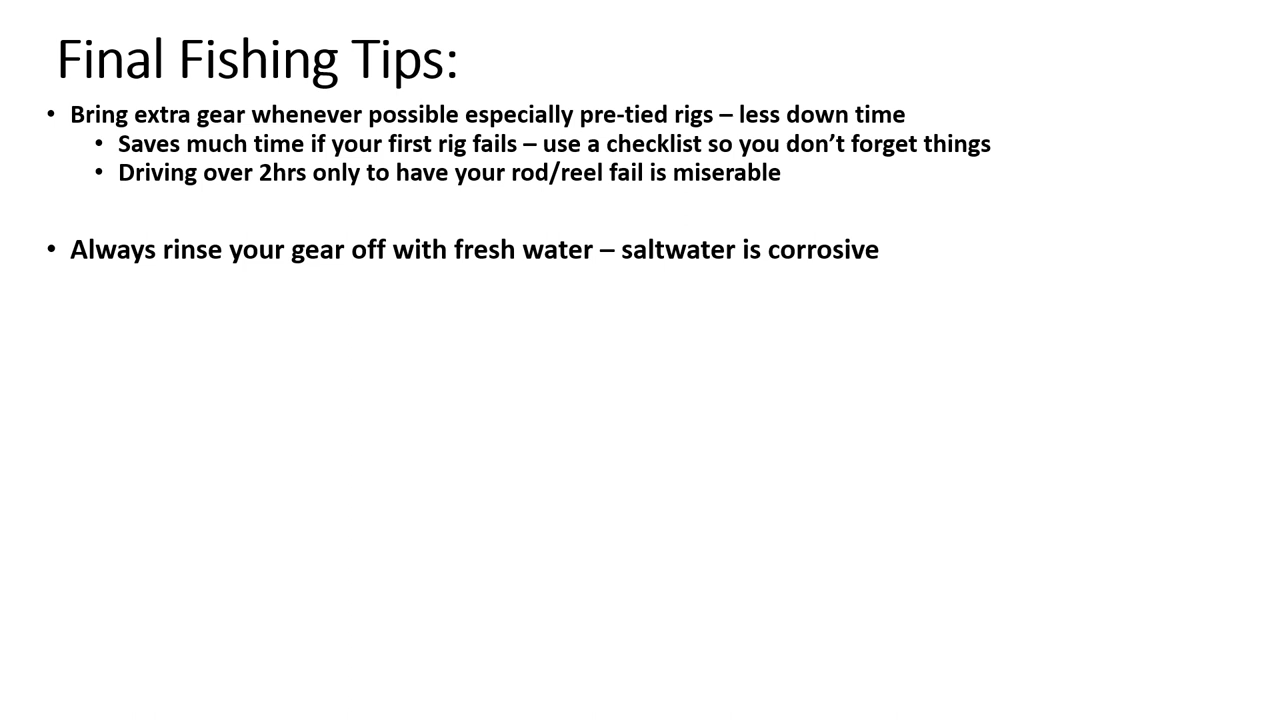 Final Fishing Tips:
• Bring extra gear whenever possible especially pre-tied rigs – less down time
• Saves much time if your first rig fails – use a checklist so you don’t forget things
• Driving over 2hrs only to have your rod/reel fail is miserable
• Always rinse your gear off with fresh water – saltwater is corrosive